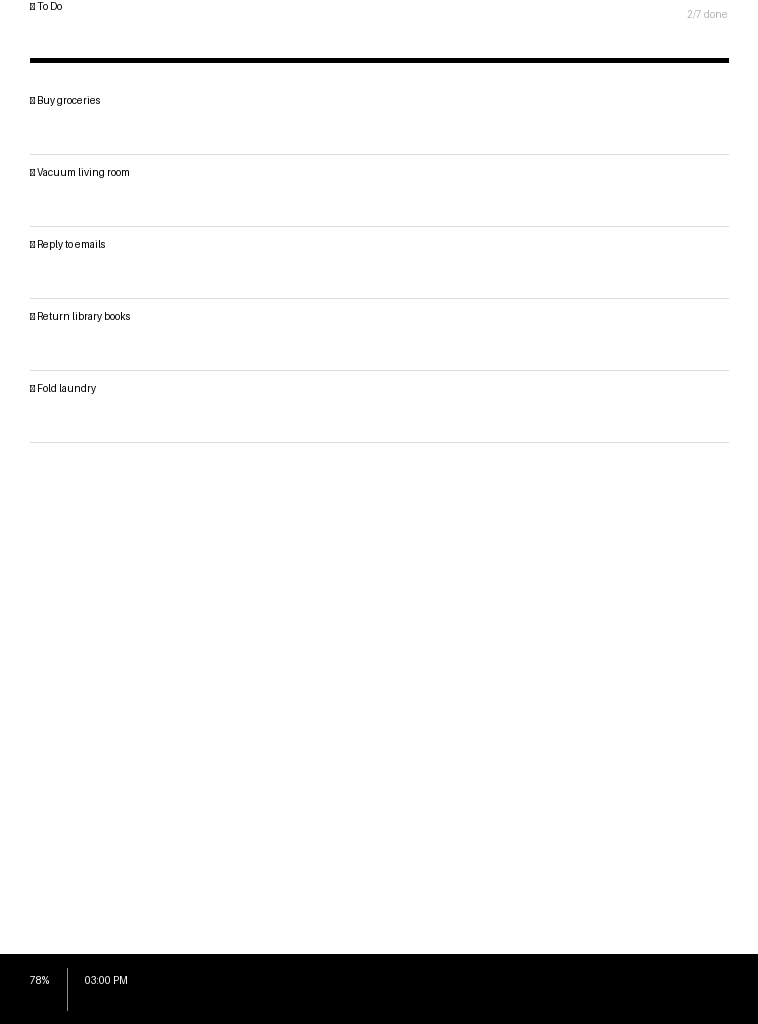 To Do
2/7 done
Buy groceries
Vacuum living room
Reply to emails
Return library books
Fold laundry
78%
03:00 PM